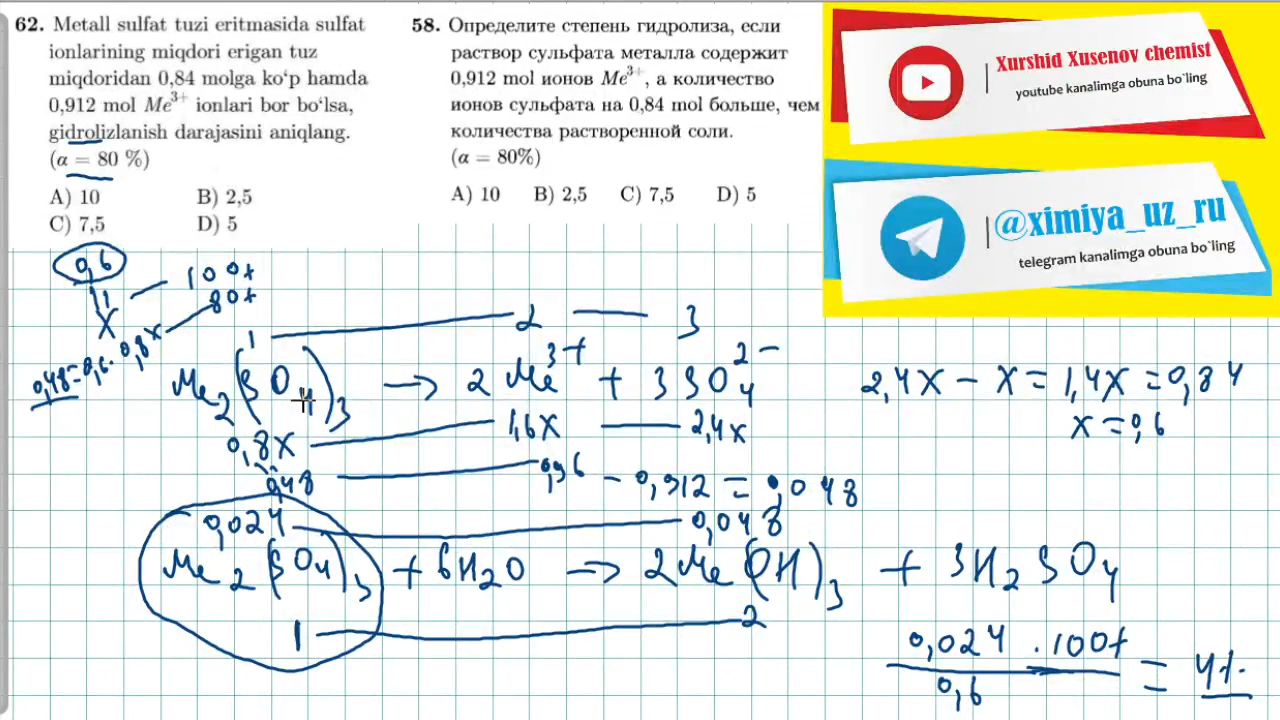 62. Metall sulfat tuzi eritmasida sulfat
ionlarining miqdori erigan tuz
miqdoridan 0,84 molga ko‘p hamda
0,912 mol Me³⁺ ionlari bor bo‘lsa,
gidrolizlanish darajasini aniqlang.
(α = 80 %)
A) 10 B) 2,5
C) 7,5 D) 5
58. Определите степень гидролиза, если
раствор сульфата металла содержит
0,912 mol ионов Me³⁺, а количество
ионов сульфата на 0,84 mol больше, чем
количества растворенной соли.
(α = 80%)
A) 10 B) 2,5 C) 7,5 D) 5
Xurshid Xusenov chemist
youtube kanalimga obuna bo`ling
@ximiya_uz_ru
telegram kanalimga obuna bo`ling
0,6
x — 100%
0,8x — 80%
0,48=0,6·
1 — 2 — 3
Me₂(SO₄)₃ → 2Me³⁺ + 3SO₄²⁻
0,8x — 1,6x — 2,4x
0,48 — 0,96 - 0,912 = 0,048
2,4x - x = 1,4x = 0,84
x = 0,6
0,024 — 0,048
Me₂(SO₄)₃ + 6H₂O → 2Me(OH)₃ + 3H₂SO₄
1 — 2
0,024 · 100%
0,6
= 4%